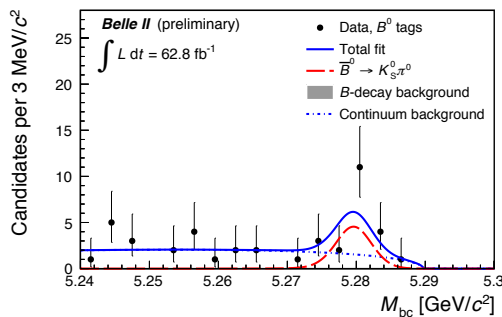 Belle II (preliminary)
∫ L dt = 62.8 fb⁻¹
Data, B⁰ tags
Total fit
B̅⁰ → K_S⁰ π⁰
B-decay background
Continuum background
Candidates per 3 MeV/c²
25
20
15
10
5
0
5.24
5.25
5.26
5.27
5.28
5.29
5.3
M_bc [GeV/c²]